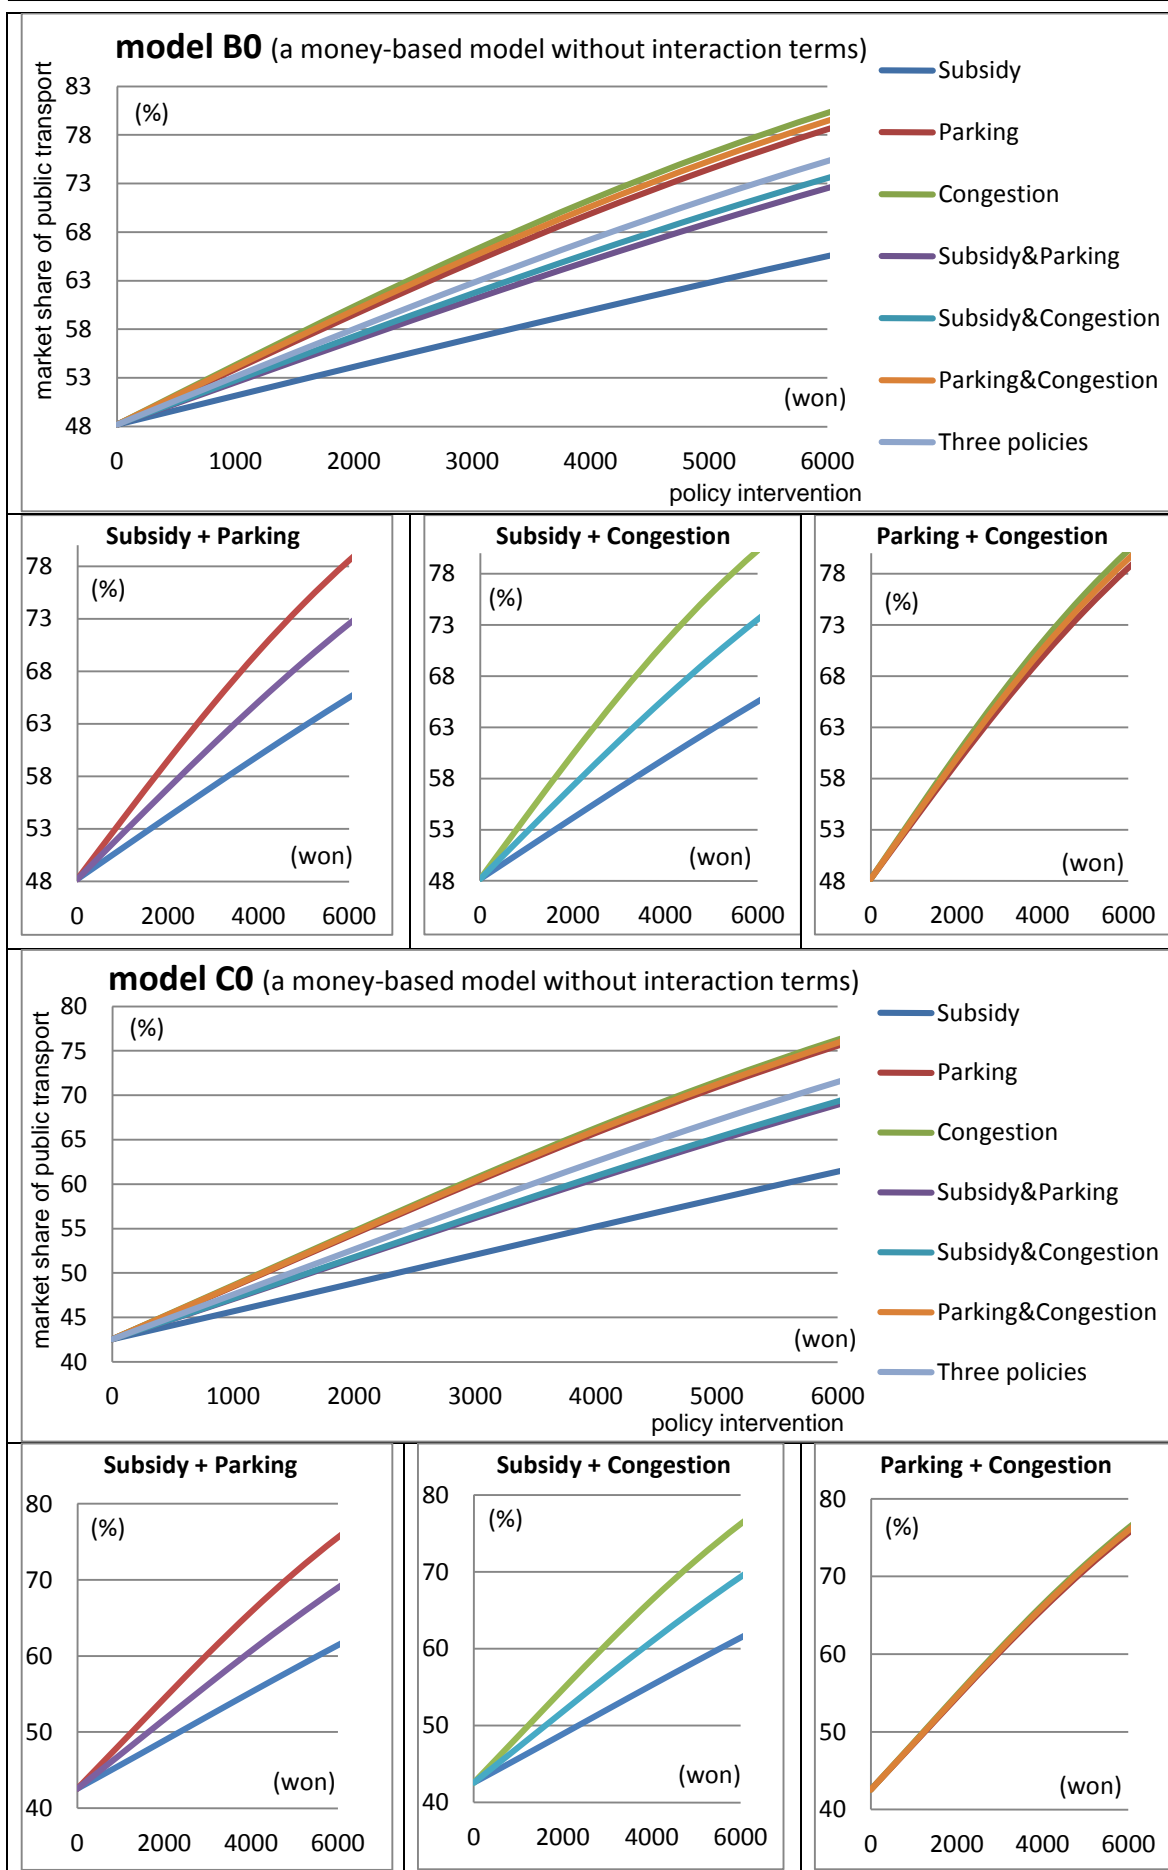 model B0 (a money-based model without interaction terms)
market share of public transport
(%)
83
78
73
68
63
58
53
48
0 1000 2000 3000 4000 5000 6000
(won)
policy intervention
Subsidy
Parking
Congestion
Subsidy&Parking
Subsidy&Congestion
Parking&Congestion
Three policies
Subsidy + Parking
(%)
78
73
68
63
58
53
48
(won)
0 2000 4000 6000
Subsidy + Congestion
(%)
78
73
68
63
58
53
48
(won)
0 2000 4000 6000
Parking + Congestion
(%)
78
73
68
63
58
53
48
(won)
0 2000 4000 6000
model C0 (a money-based model without interaction terms)
market share of public transport
(%)
80
75
70
65
60
55
50
45
40
(won)
0 1000 2000 3000 4000 5000 6000
policy intervention
Subsidy
Parking
Congestion
Subsidy&Parking
Subsidy&Congestion
Parking&Congestion
Three policies
Subsidy + Parking
(%)
80
70
60
50
40
(won)
0 2000 4000 6000
Subsidy + Congestion
(%)
80
70
60
50
40
(won)
0 2000 4000 6000
Parking + Congestion
(%)
80
70
60
50
40
(won)
0 2000 4000 6000